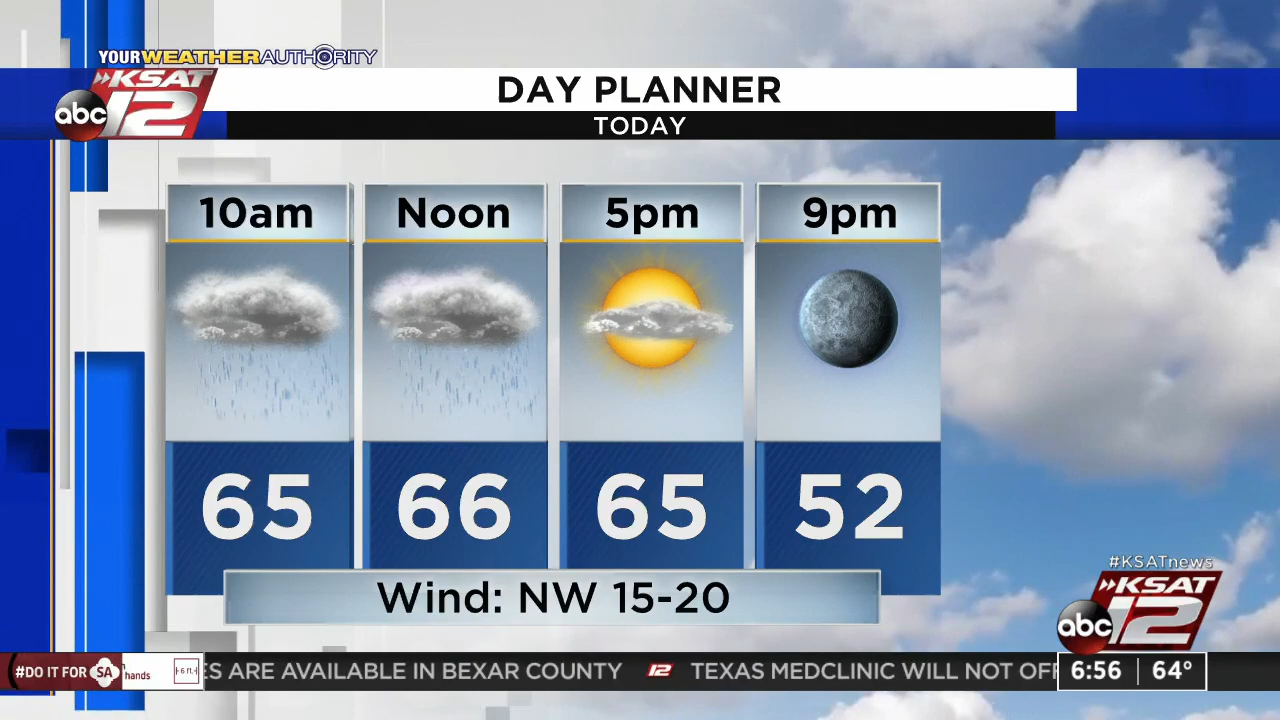 YOUR WEATHER AUTHORITY
KSAT
abc 12
DAY PLANNER
TODAY
10am Noon 5pm 9pm
65 66 65 52
Wind: NW 15-20
#KSATnews
KSAT
abc 12
#DO IT FOR SA hands 6 ft. ES ARE AVAILABLE IN BEXAR COUNTY 12 TEXAS MEDCLINIC WILL NOT OFF 6:56 64°